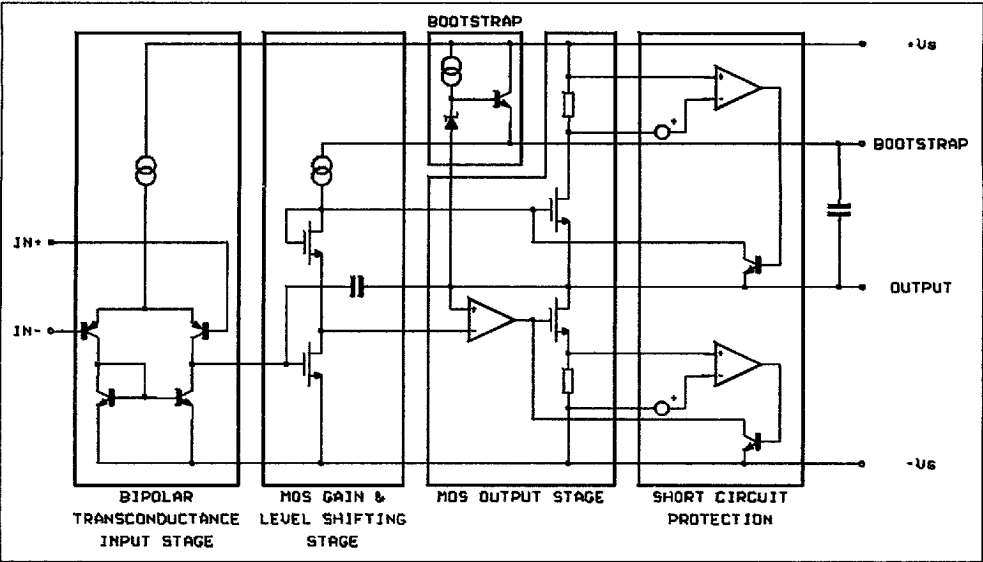 BOOTSTRAP
+Vs
BOOTSTRAP
IN+
OUTPUT
IN-
-Vs
BIPOLAR
TRANSCONDUCTANCE
INPUT STAGE
MOS GAIN &
LEVEL SHIFTING
STAGE
MOS OUTPUT STAGE
SHORT CIRCUIT
PROTECTION